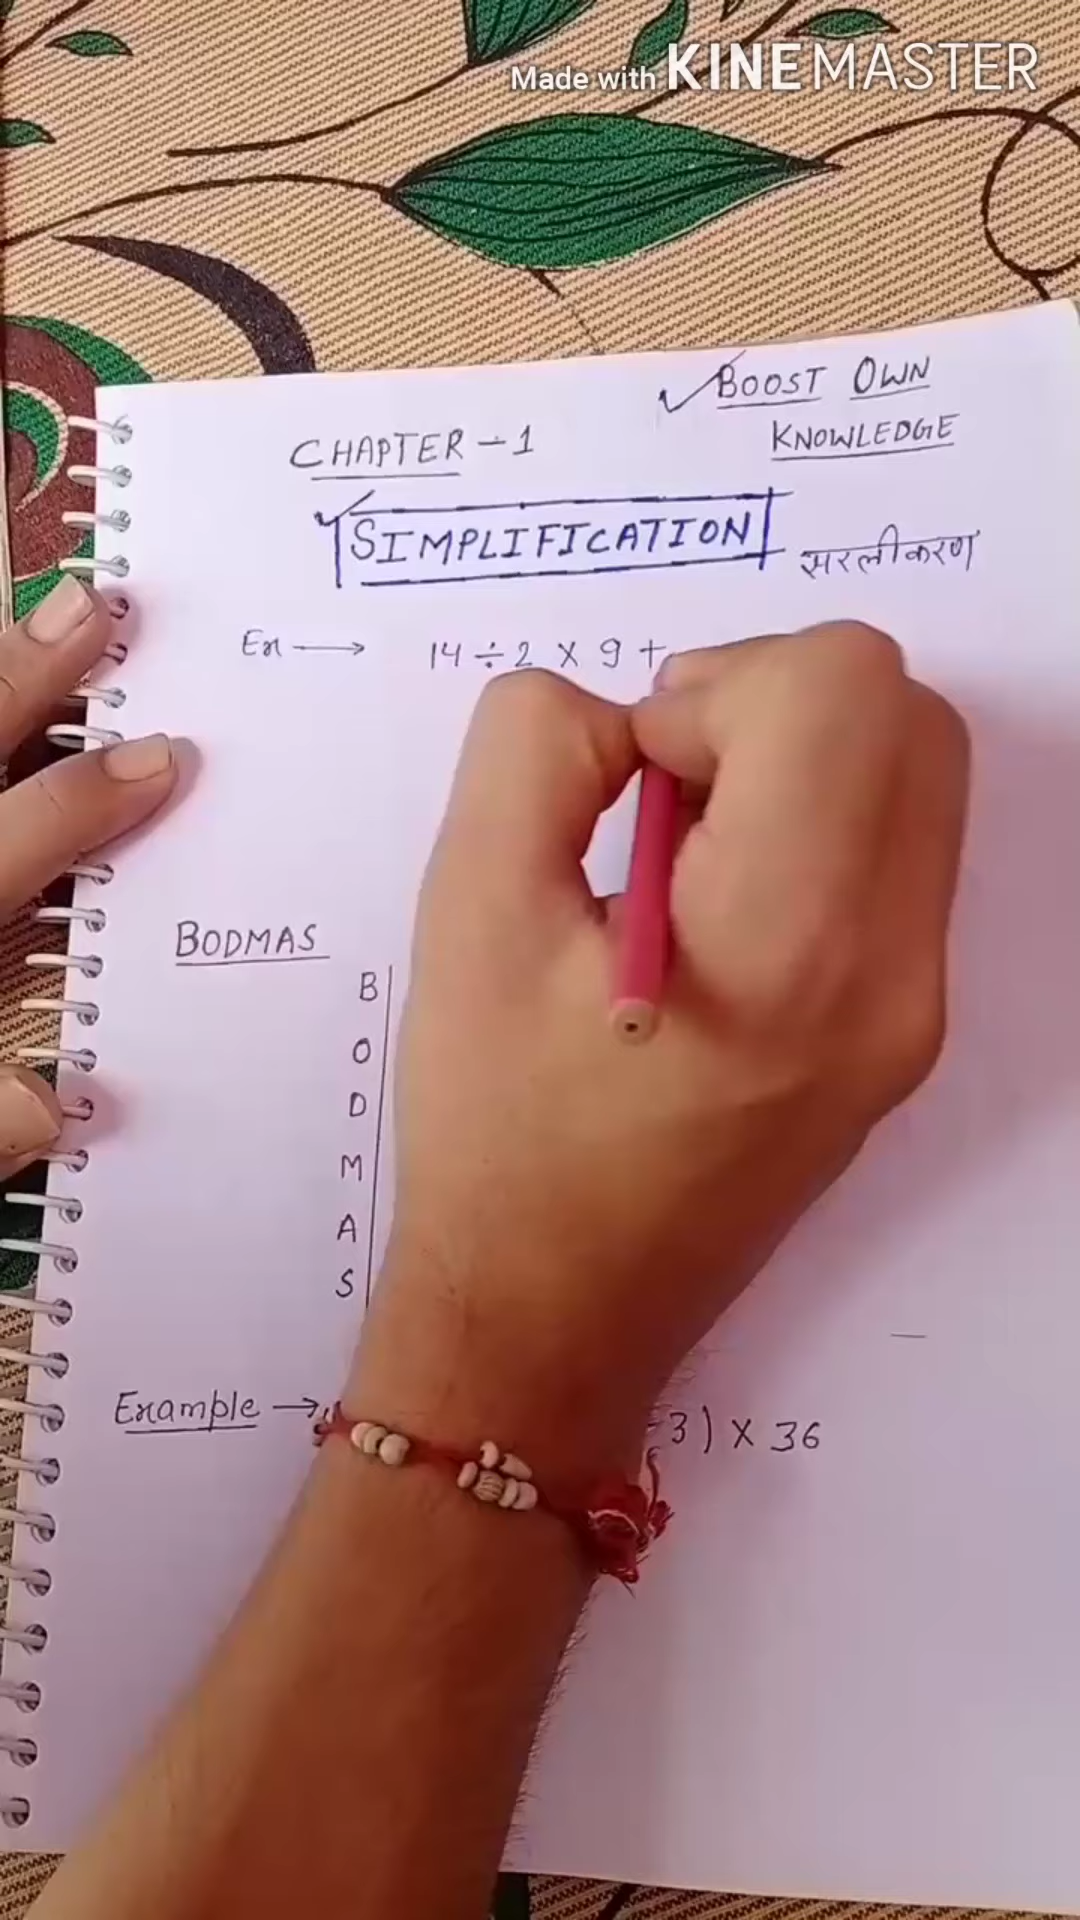 Made with KINEMASTER
BOOST OWN
KNOWLEDGE
CHAPTER - 1
SIMPLIFICATION
सरलीकरण
Ex → 14 ÷ 2 × 9 +
BODMAS
B
O
D
M
A
S
Example → 3) × 36